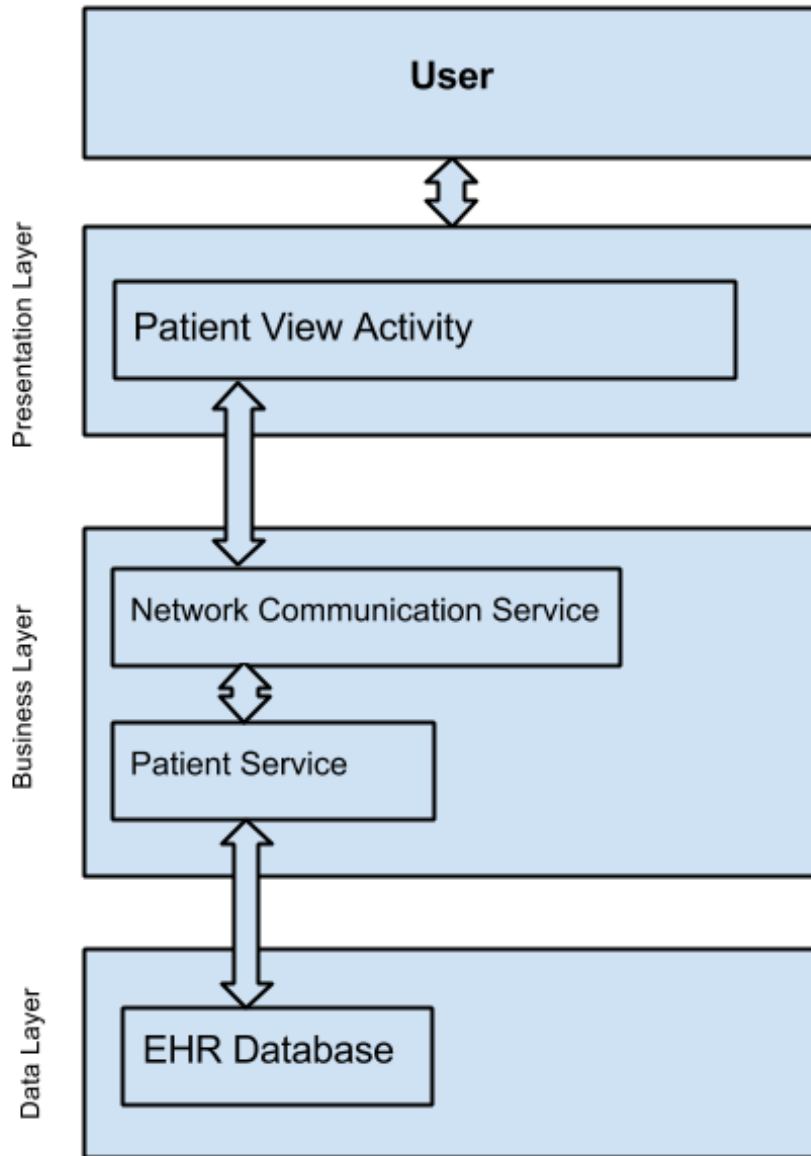 User
Presentation Layer
Patient View Activity
Business Layer
Network Communication Service
Patient Service
Data Layer
EHR Database